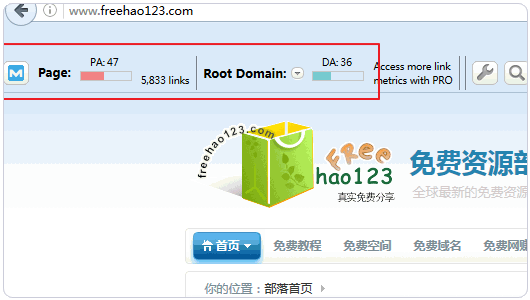 www.freehao123.com
PA: 47
Page:
5,833 links
Root Domain:
DA: 36
Access more link
metrics with PRO
freehao123.com
FREE
hao123
真实免费分享
免费资源部
全球最新的免费资源
首页
免费教程
免费空间
免费域名
免费网赚
你的位置：部落首页